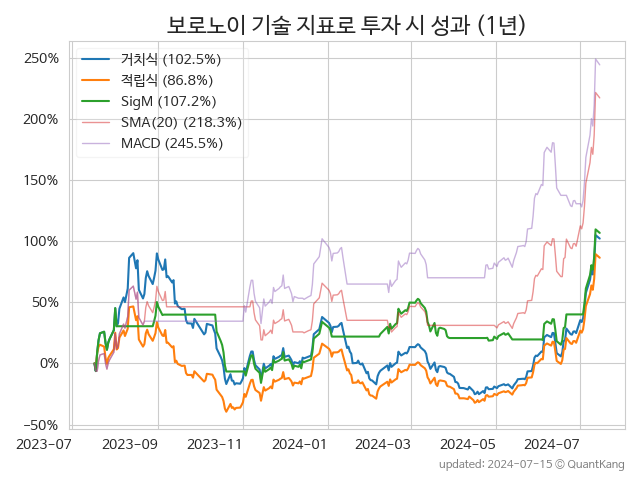 보로노이 기술 지표로 투자 시 성과 (1년)
거치식 (102.5%)
적립식 (86.8%)
SigM (107.2%)
SMA(20) (218.3%)
MACD (245.5%)
250%
200%
150%
100%
50%
0%
−50%
2023-07 2023-09 2023-11 2024-01 2024-03 2024-05 2024-07
updated: 2024-07-15 © QuantKang